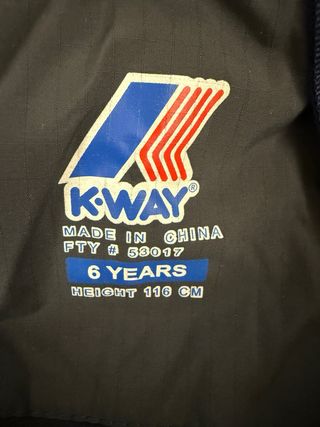 K·WAY®
MADE IN CHINA
FTY # 53017
6 YEARS
HEIGHT 116 CM